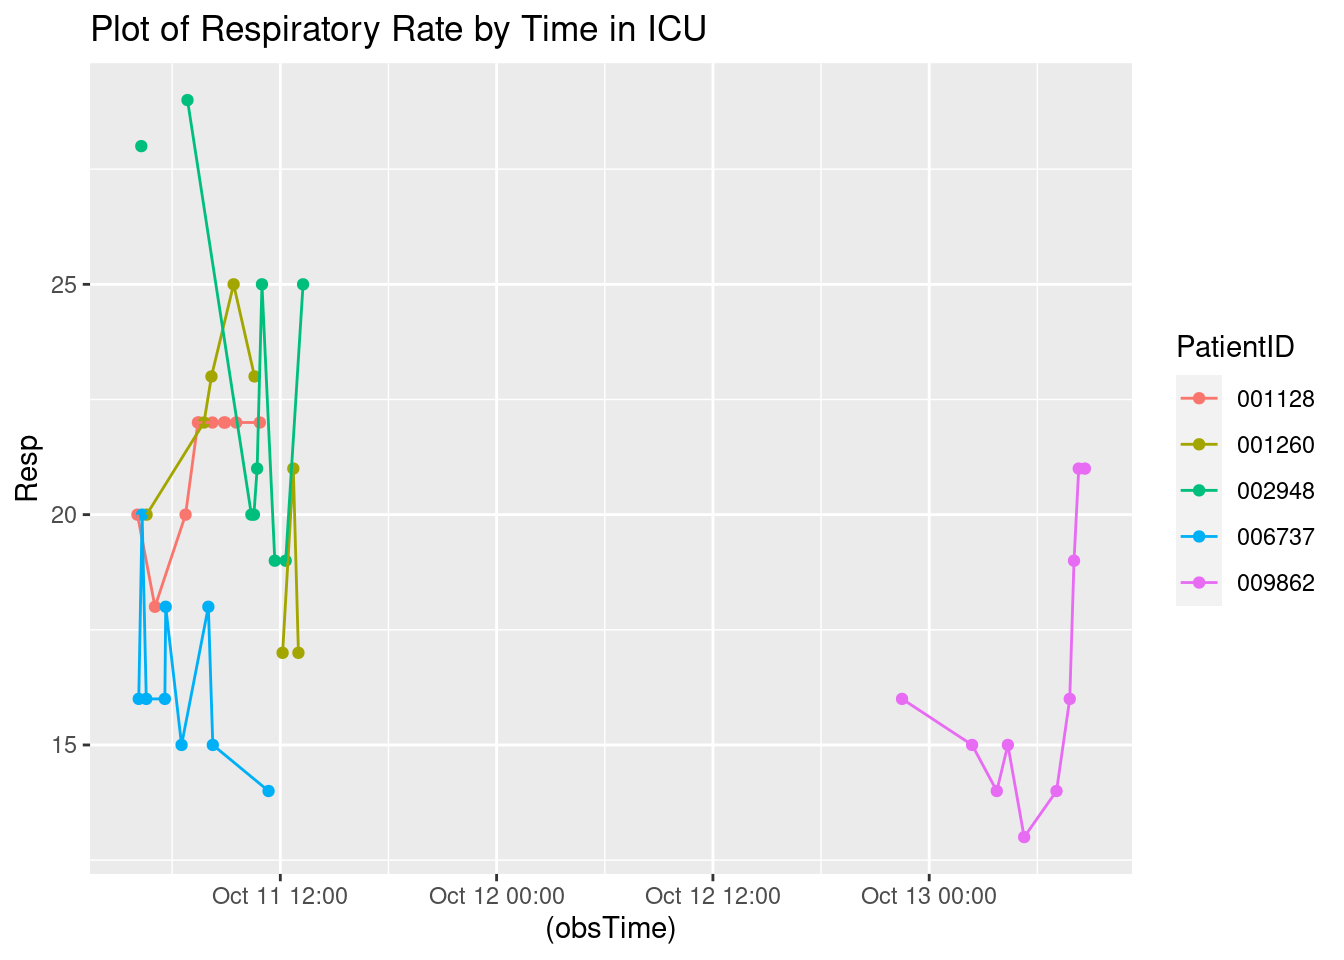 Plot of Respiratory Rate by Time in ICU
Resp
25
20
15
Oct 11 12:00
Oct 12 00:00
Oct 12 12:00
Oct 13 00:00
(obsTime)
PatientID
001128
001260
002948
006737
009862